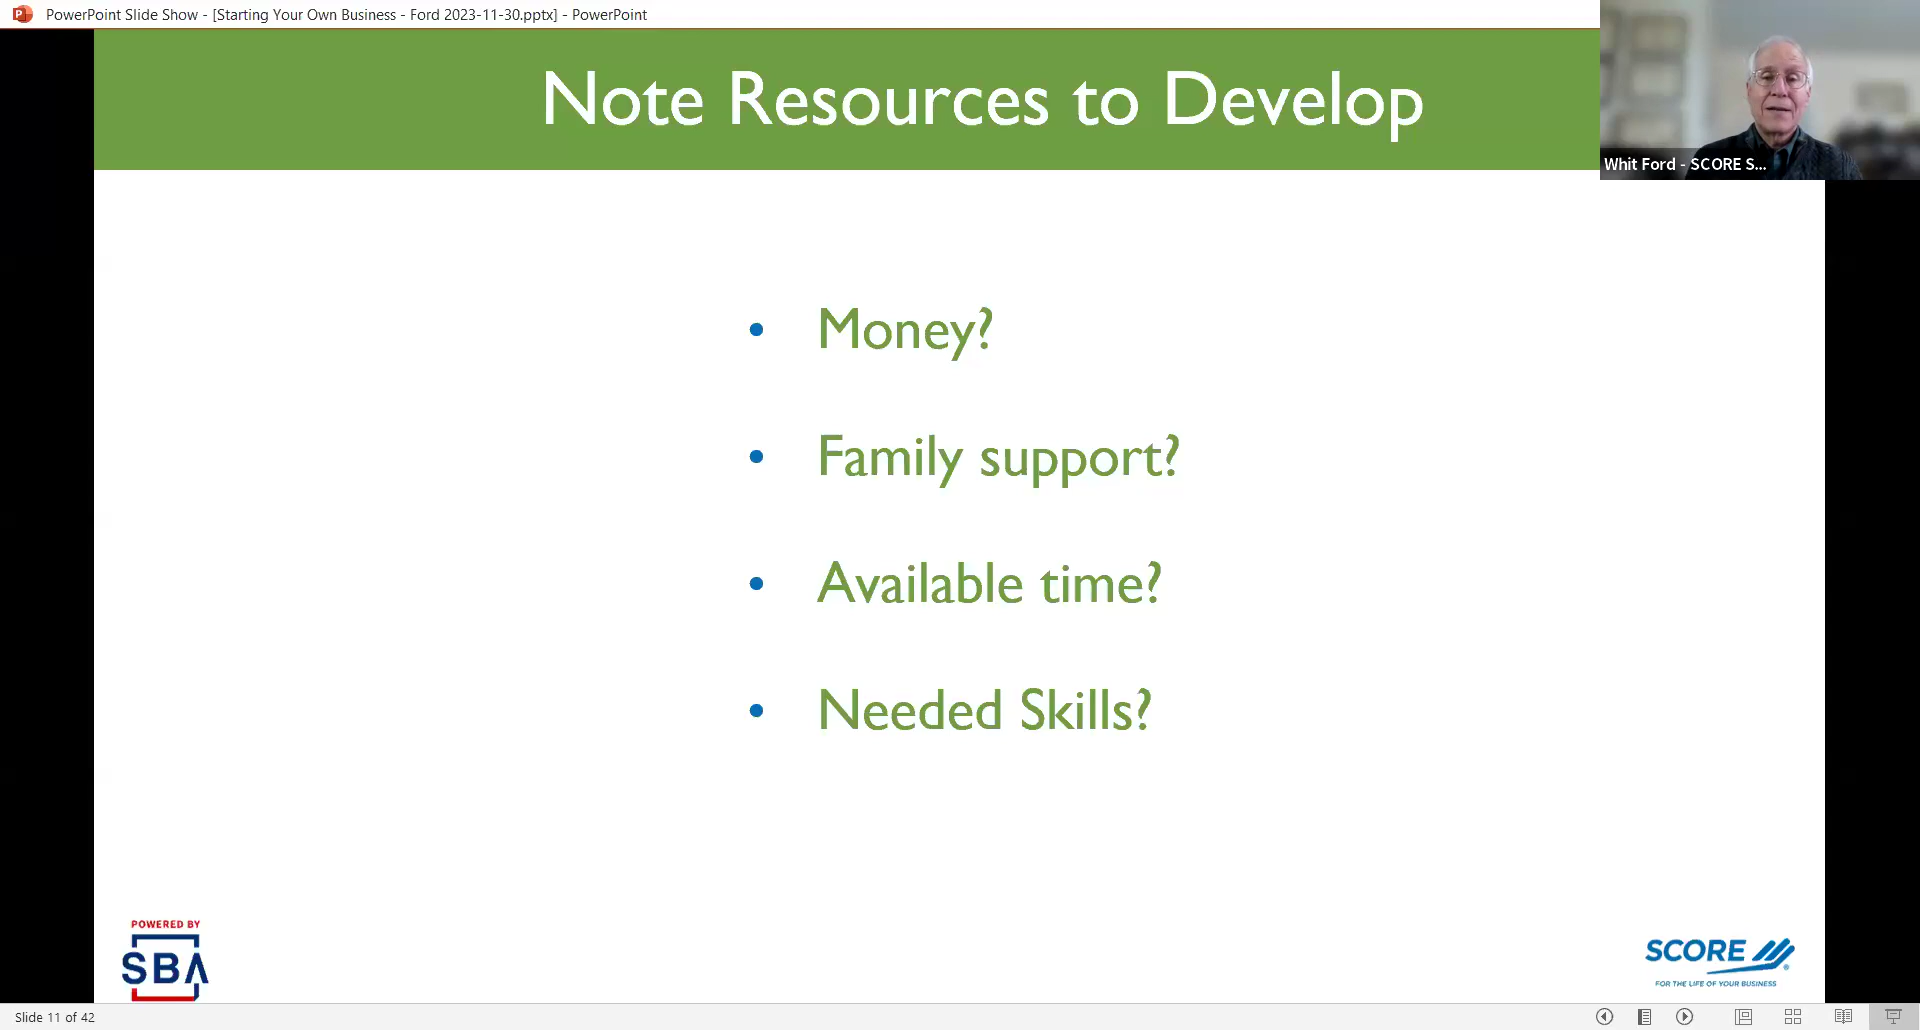 PowerPoint Slide Show - [Starting Your Own Business - Ford 2023-11-30.pptx] - PowerPoint
Note Resources to Develop
Whit Ford - SCORE S...
• Money?
• Family support?
• Available time?
• Needed Skills?
POWERED BY
SBA
SCORE
FOR THE LIFE OF YOUR BUSINESS
Slide 11 of 42